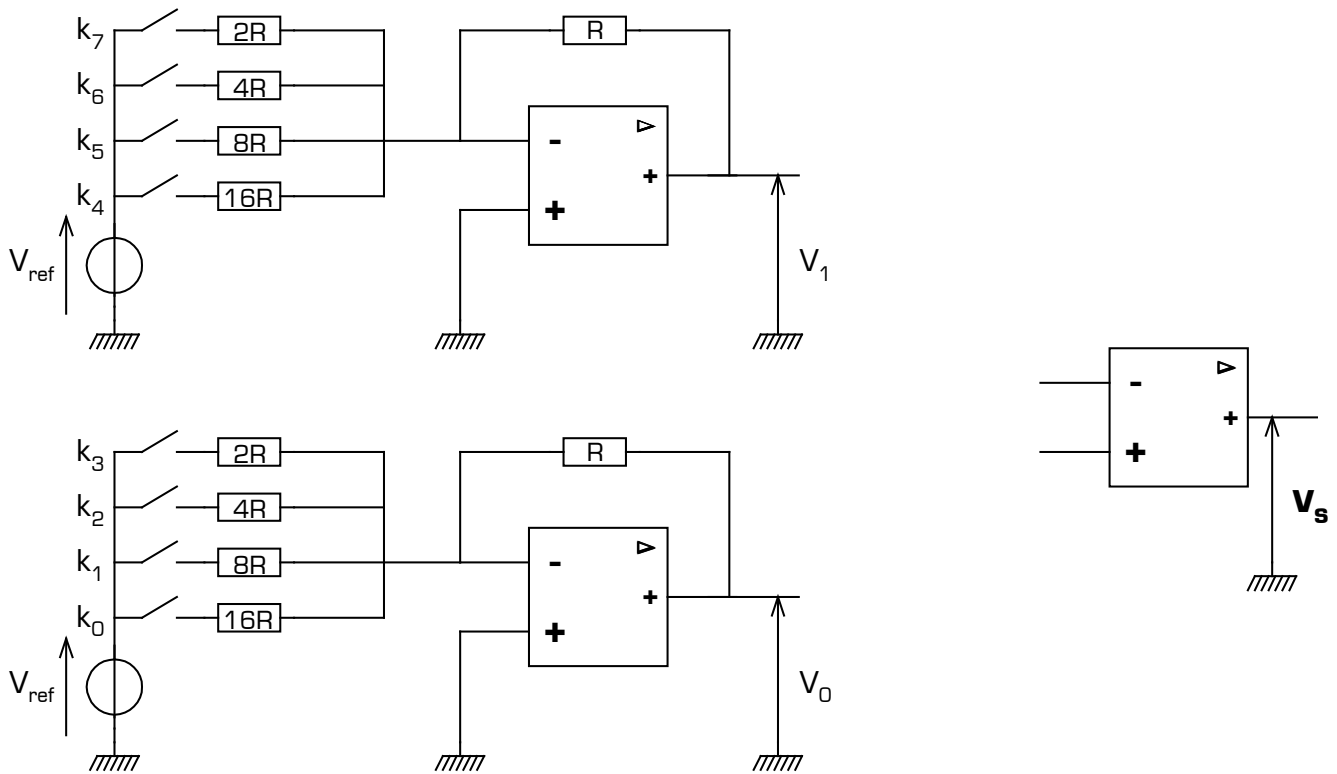 k7 2R R
k6 4R
k5 8R -
+
k4 16R +
Vref V1
-
+
+
Vs
k3 2R R
k2 4R
k1 8R -
+
k0 16R +
Vref V0